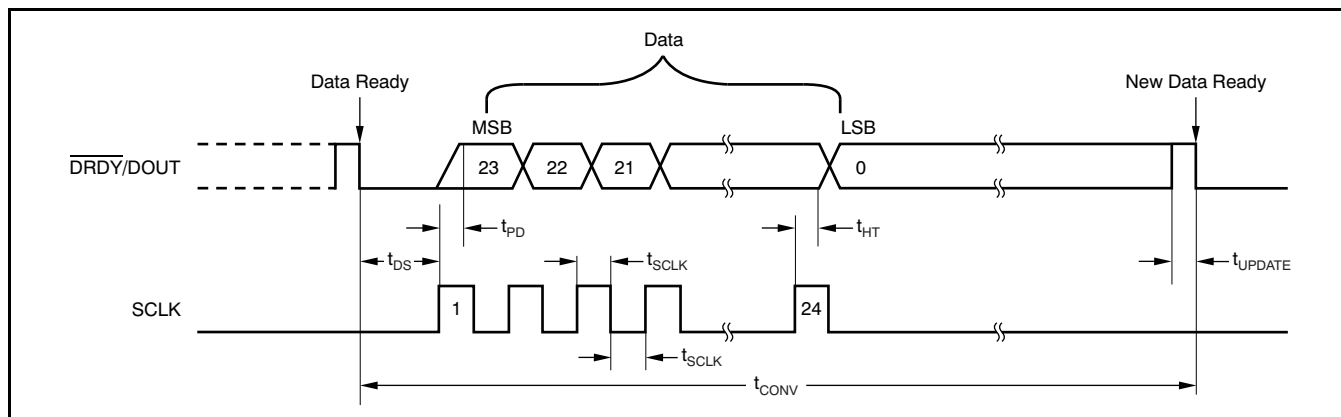 Data
Data Ready
New Data Ready
MSB
LSB
DRDY/DOUT
23
22
21
0
tPD
tHT
tDS
tSCLK
tUPDATE
SCLK
1
24
tSCLK
tCONV